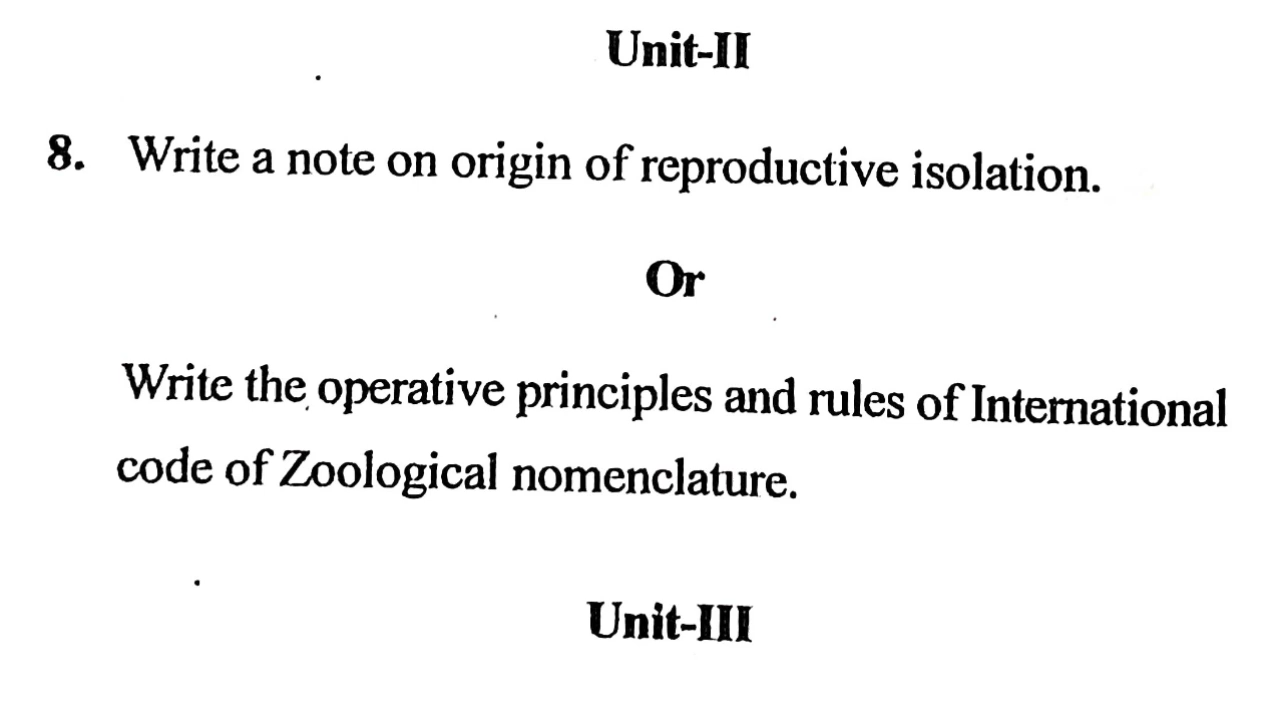 Unit-II
8. Write a note on origin of reproductive isolation.
Or
Write the operative principles and rules of International
code of Zoological nomenclature.
Unit-III